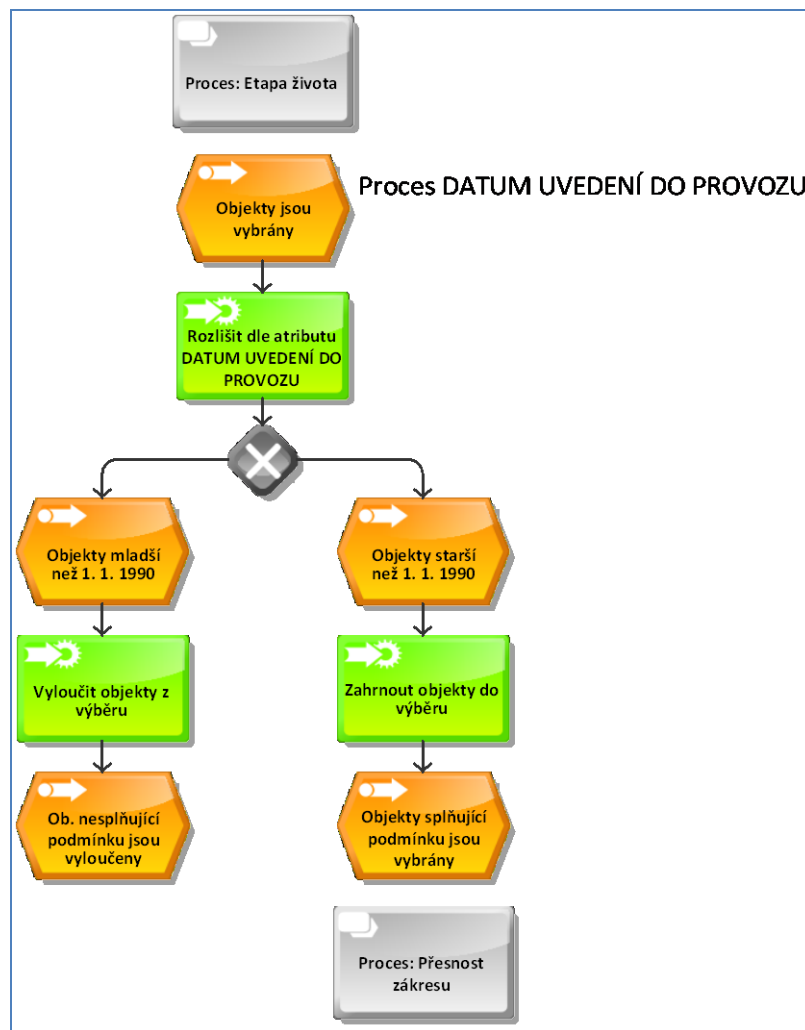 Proces: Etapa života
Proces DATUM UVEDENÍ DO PROVOZU
Objekty jsou
vybrány
Rozlišit dle atributu
DATUM UVEDENÍ DO
PROVOZU
Objekty mladší
než 1. 1. 1990
Objekty starší
než 1. 1. 1990
Vyloučit objekty z
výběru
Zahrnout objekty do
výběru
Ob. nesplňující
podmínku jsou
vyloučeny
Objekty splňující
podmínku jsou
vybrány
Proces: Přesnost
zákresu